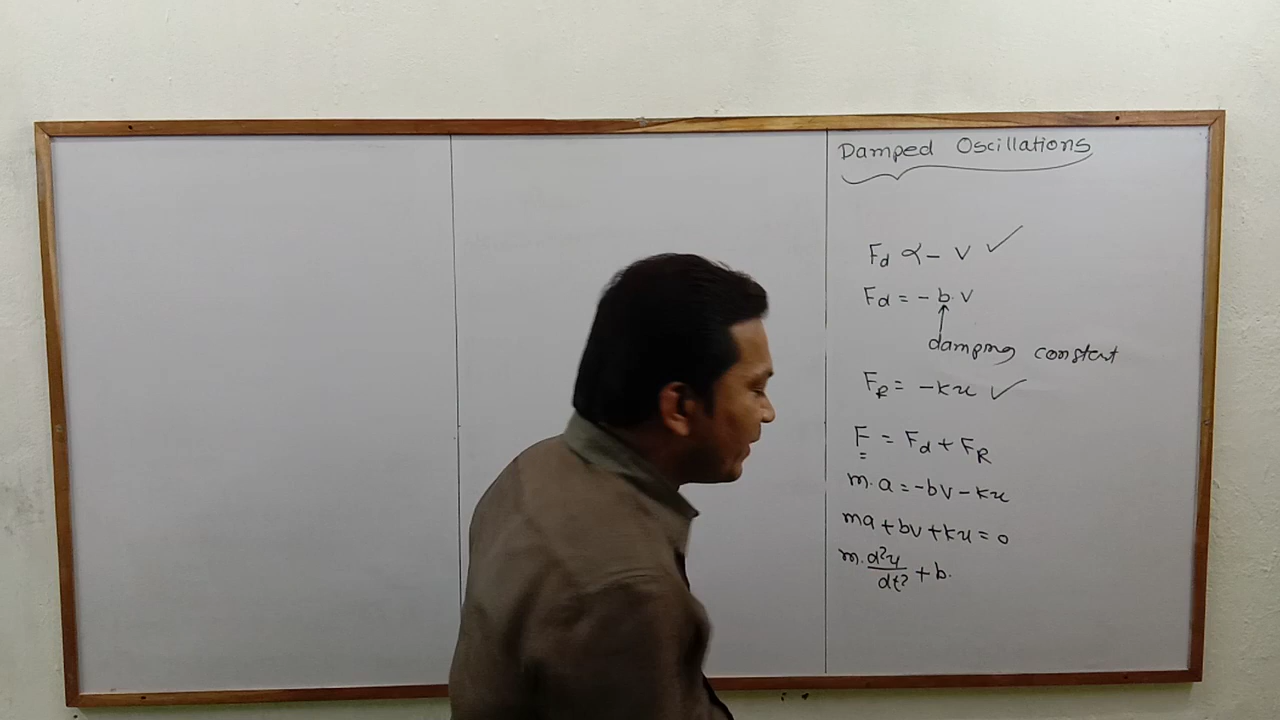 Damped Oscillations
Fd ∝ - v ✓
Fd = - b. v
↑
damping constant
FR = -kx ✓
F = Fd + FR
m. a = -bv - kx
ma + bv + kx = 0
m. d²x/dt² + b.